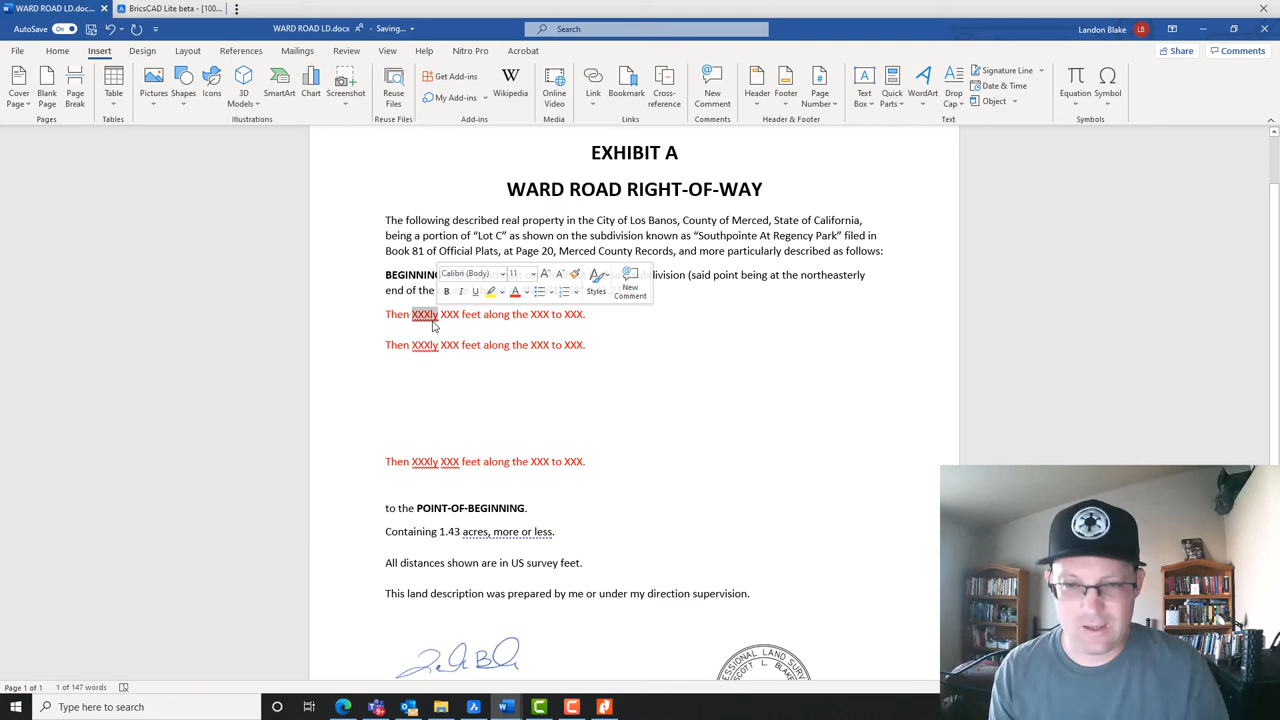 WARD ROAD LD.docx...
BricsCAD Lite beta - [100...
AutoSave On
WARD ROAD LD.docx
Saving...
Search
Landon Blake
LB
File Home Insert Design Layout References Mailings Review View Help Nitro Pro Acrobat
Share
Comments
Cover Page
Blank Page
Page Break
Table
Pictures
Shapes
Icons
3D Models
SmartArt
Chart
Screenshot
Reuse Files
Get Add-ins
My Add-ins
Wikipedia
Online Video
Link
Bookmark
Cross-reference
New Comment
Header
Footer
Page Number
Text Box
Quick Parts
WordArt
Drop Cap
Signature Line
Date & Time
Object
Equation
Symbol
Pages Tables Illustrations Reuse Files Add-ins Media Links Comments Header & Footer Text Symbols
EXHIBIT A
WARD ROAD RIGHT-OF-WAY
The following described real property in the City of Los Banos, County of Merced, State of California,
being a portion of “Lot C” as shown on the subdivision known as “Southpointe At Regency Park” filed in
Book 81 of Official Plats, at Page 20, Merced County Records, and more particularly described as follows:
Calibri (Body) 11
Styles
New Comment
(said point being at the northeasterly
end of the
Then XXXly XXX feet along the XXX to XXX.
Then XXXly XXX feet along the XXX to XXX.
Then XXXly XXX feet along the XXX to XXX.
to the POINT-OF-BEGINNING.
Containing 1.43 acres, more or less.
All distances shown are in US survey feet.
This land description was prepared by me or under my direction supervision.
Page 1 of 1
1 of 147 words
Type here to search